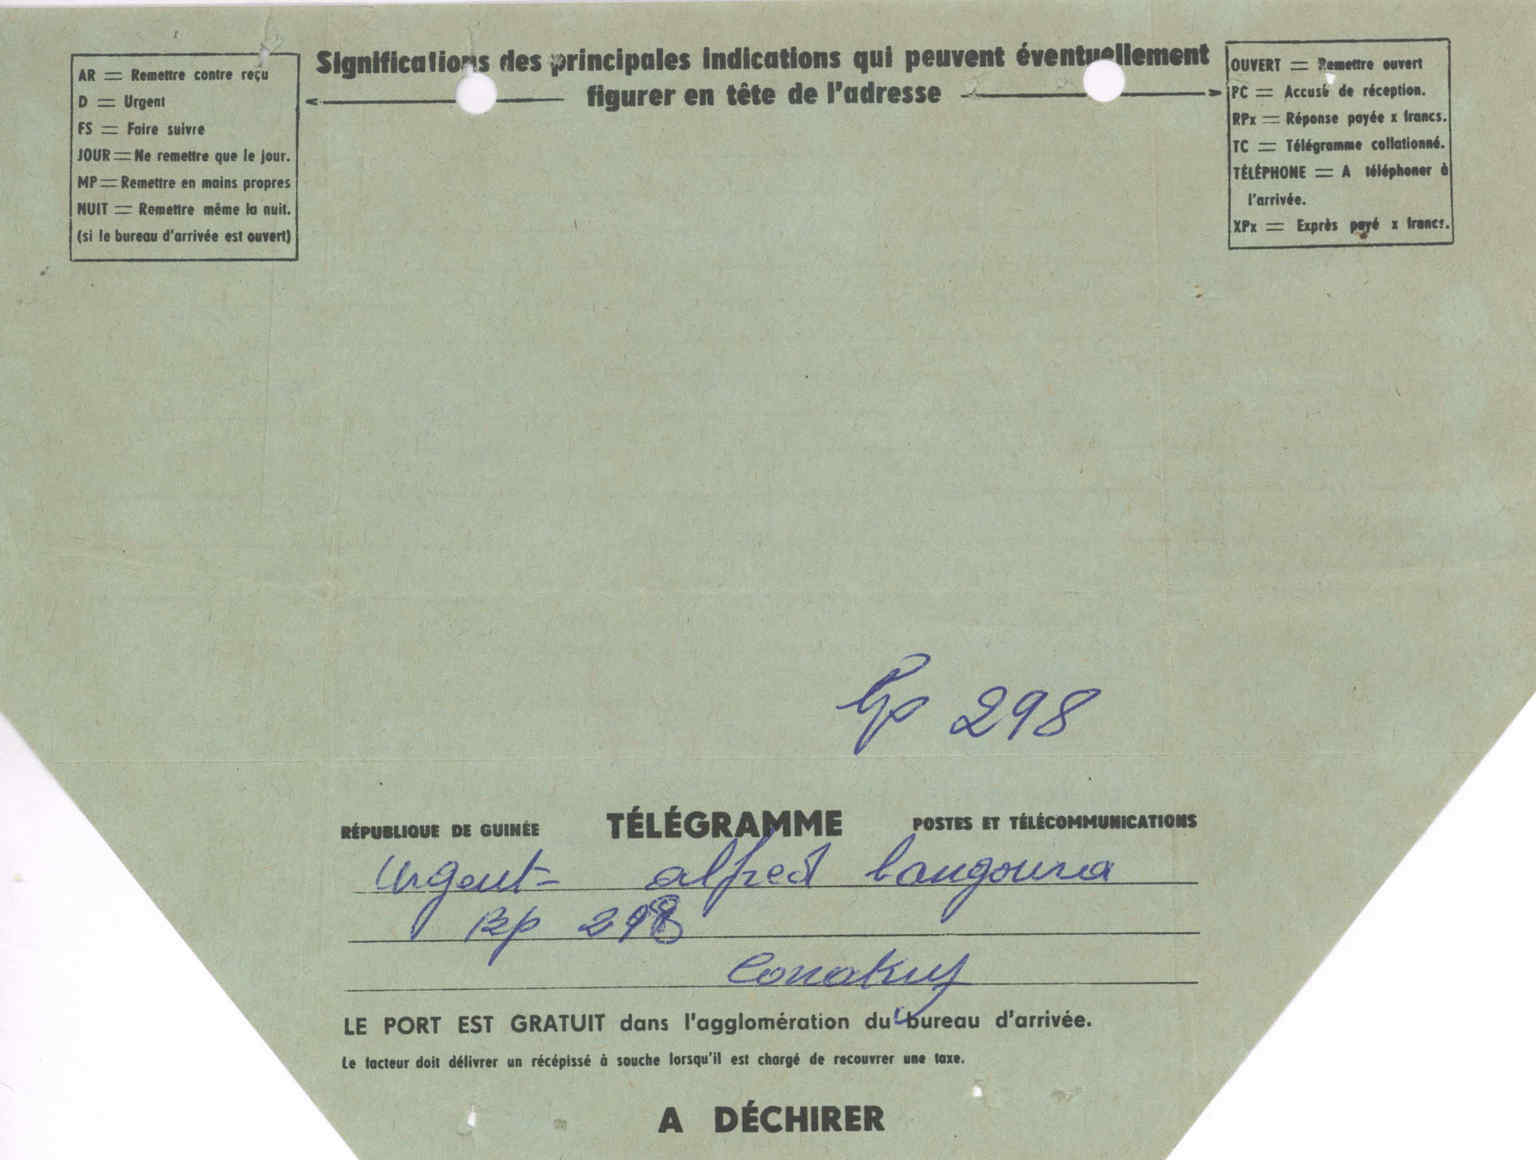 AR = Remettre contre reçu
D = Urgent
FS = Faire suivre
JOUR = Ne remettre que le jour.
MP = Remettre en mains propres
NUIT = Remettre même la nuit.
(si le bureau d'arrivée est ouvert)
Significations des principales indications qui peuvent éventuellement
figurer en tête de l'adresse
OUVERT = Remettre ouvert
PC = Accusé de réception.
RPx = Réponse payée x francs.
TC = Télégramme collationné.
TÉLÉPHONE = A téléphoner à
l'arrivée.
XPx = Exprès payé x francs.
Bp 298
RÉPUBLIQUE DE GUINÉE TÉLÉGRAMME POSTES ET TÉLÉCOMMUNICATIONS
Urgent - alfred bangoura
Bp 298
Conakry
LE PORT EST GRATUIT dans l'agglomération du bureau d'arrivée.
Le facteur doit délivrer un récépissé à souche lorsqu'il est chargé de recouvrer une taxe.
A DÉCHIRER